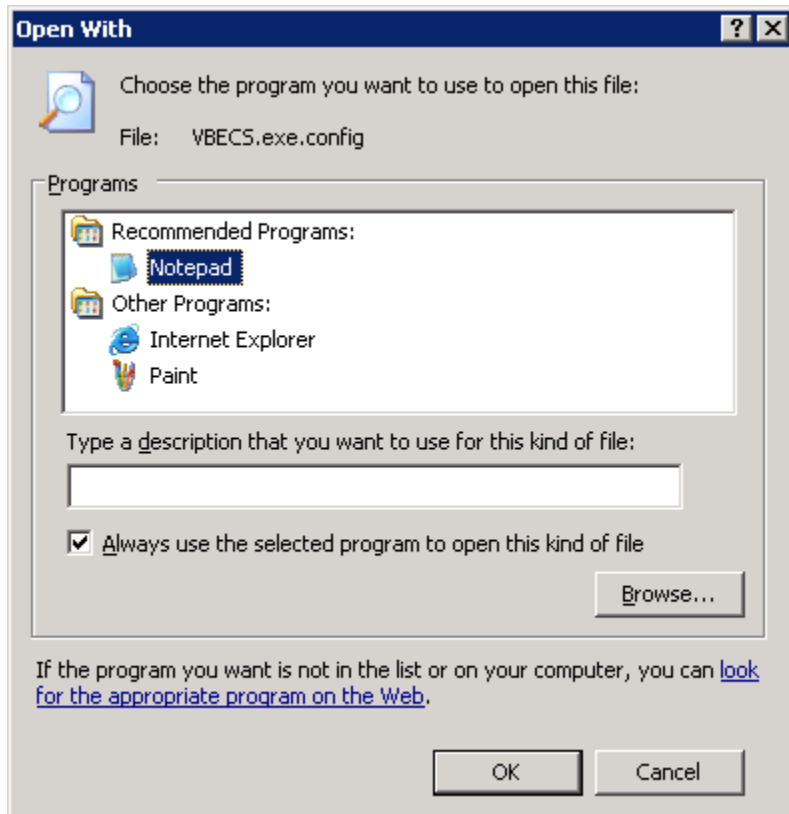 Open With
Choose the program you want to use to open this file:
File: VBECS.exe.config
Programs
Recommended Programs:
Notepad
Other Programs:
Internet Explorer
Paint
Type a description that you want to use for this kind of file:
Always use the selected program to open this kind of file
Browse...
If the program you want is not in the list or on your computer, you can look
for the appropriate program on the Web.
OK Cancel